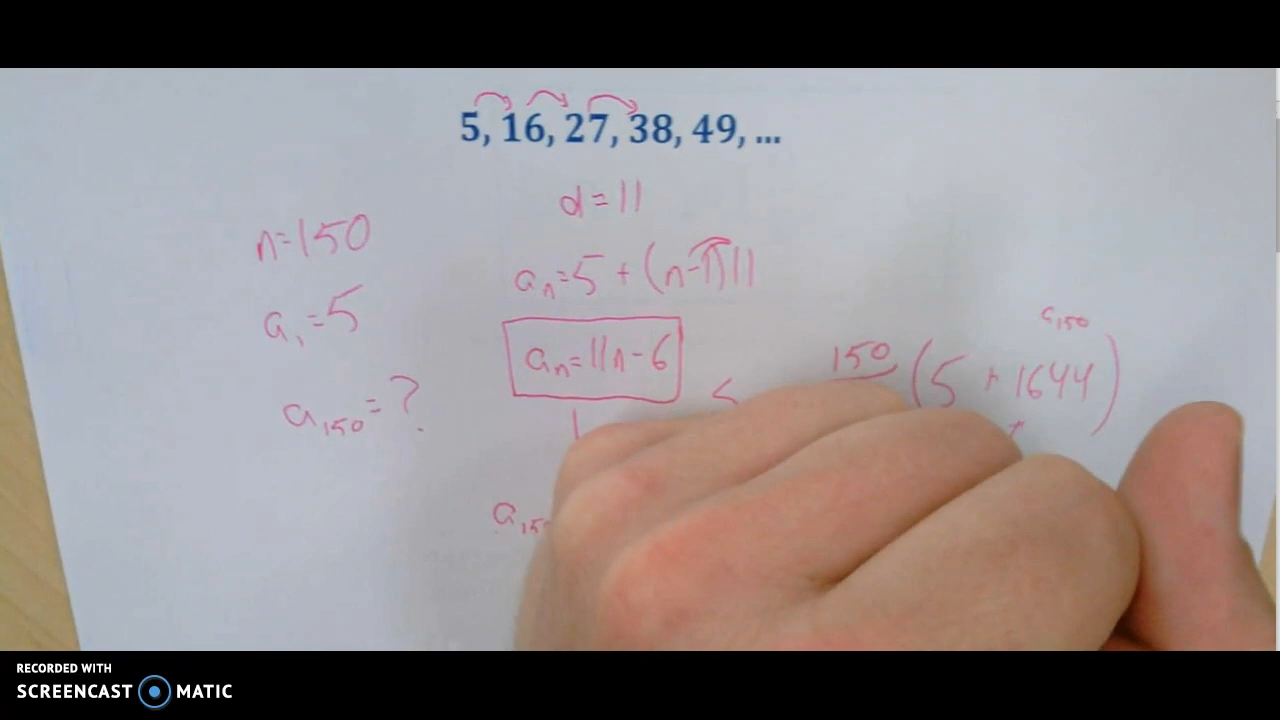 5, 16, 27, 38, 49, ...
d = 11
n=150
aₙ=5 + (n-1)11
a₁=5
aₙ=11n-6
a₁₅₀
150 (5 + 1644)
a₁₅₀=?
RECORDED WITH
SCREENCAST MATIC